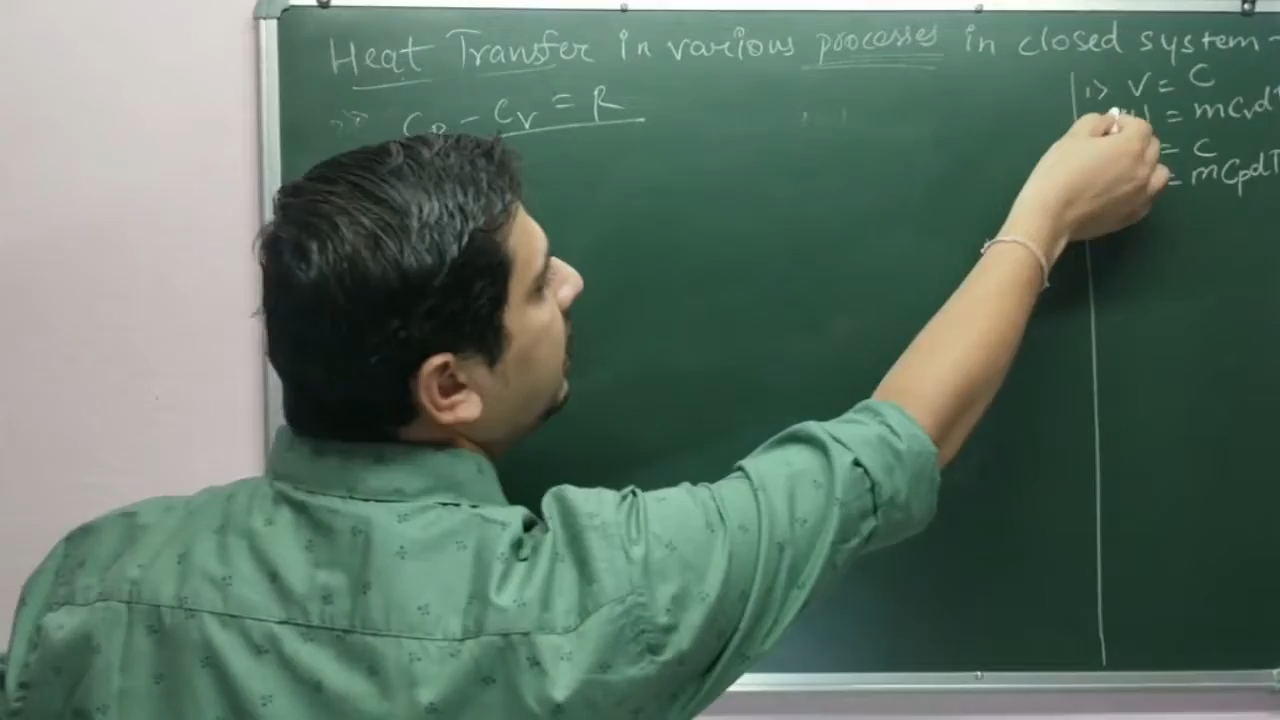 Heat Transfer in various processes in closed system-
Cp - Cv = R
1> V = C
= mCvdT
= C
= mCpdT